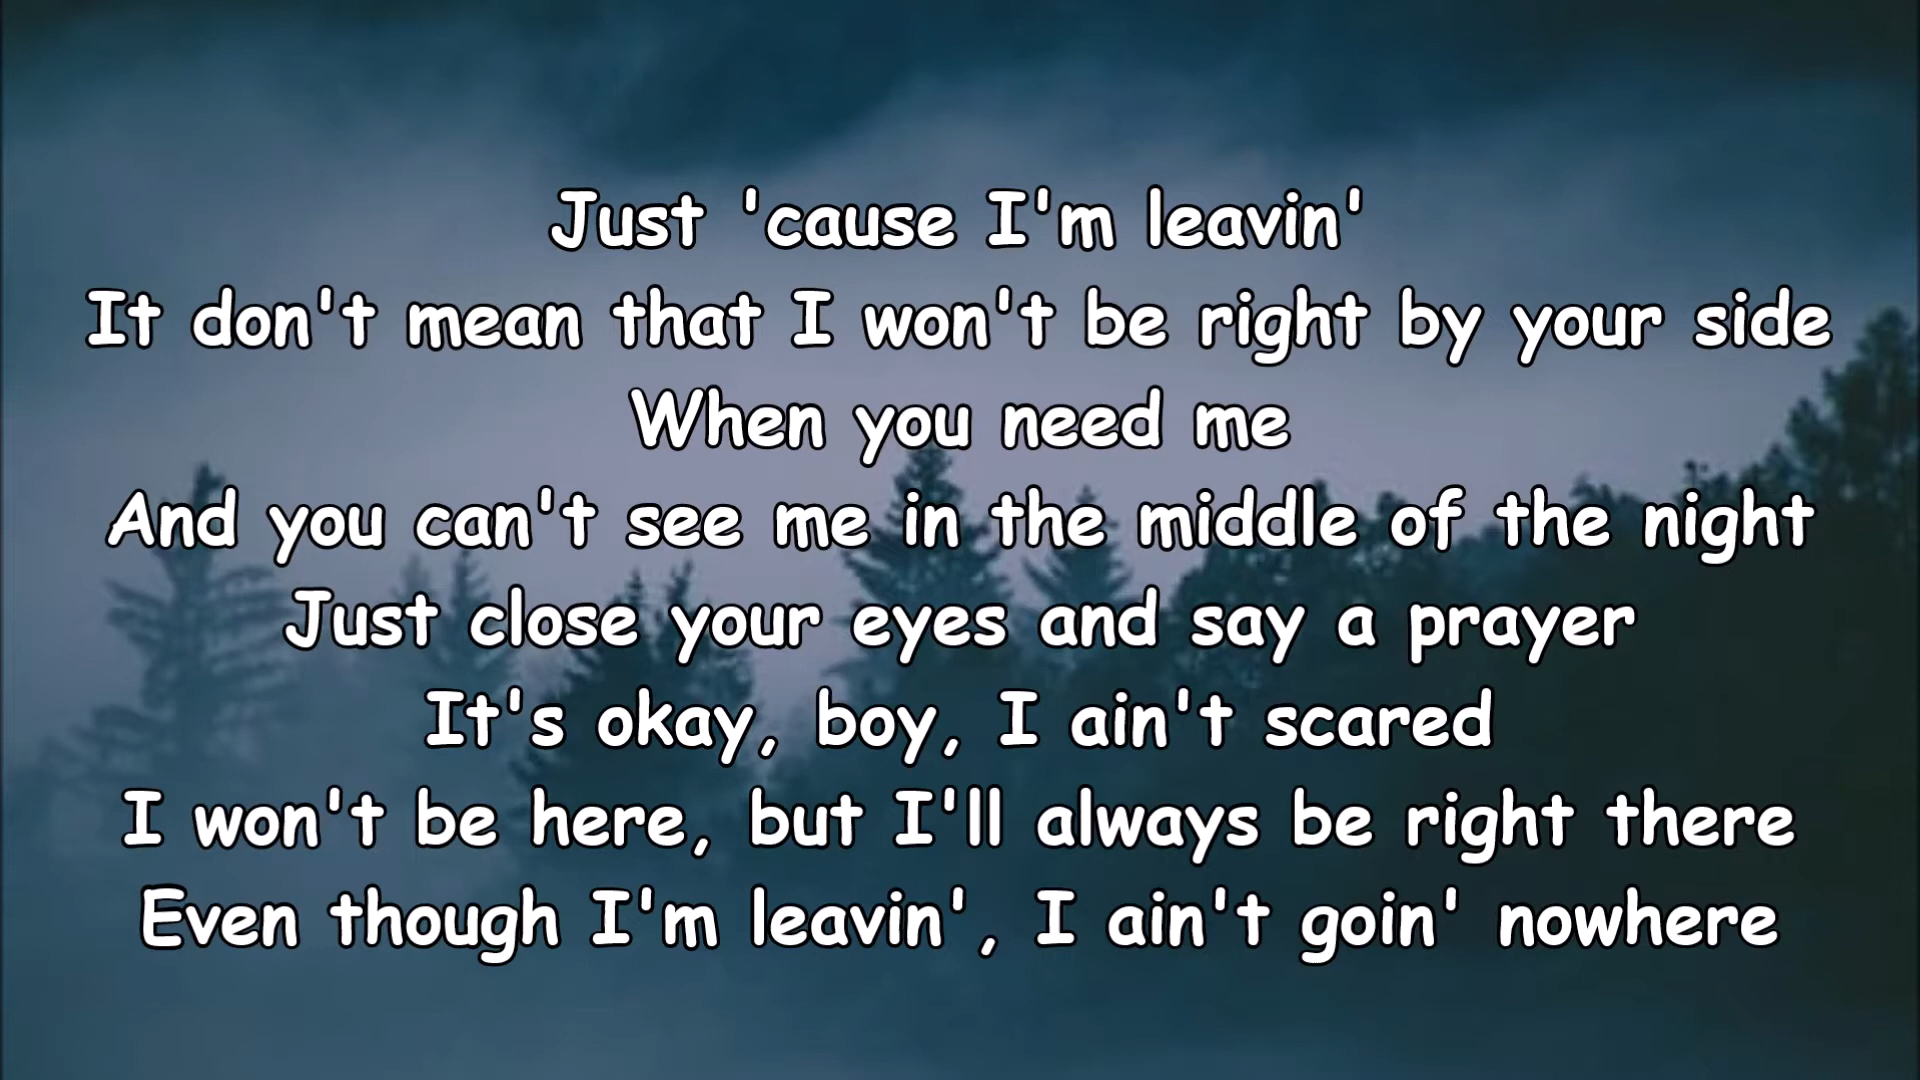 Just 'cause I'm leavin'
It don't mean that I won't be right by your side
When you need me
And you can't see me in the middle of the night
Just close your eyes and say a prayer
It's okay, boy, I ain't scared
I won't be here, but I'll always be right there
Even though I'm leavin', I ain't goin' nowhere